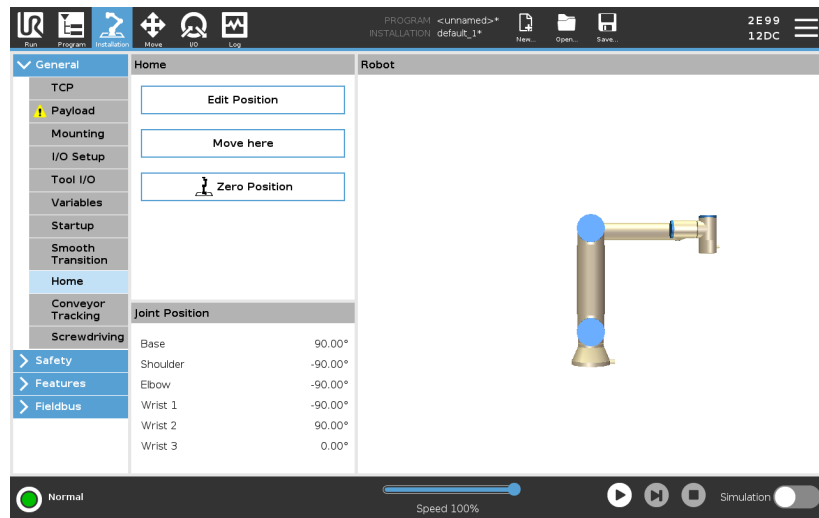 UR
PROGRAM <unnamed>*
INSTALLATION default_1*
2E99
12DC
Run
Program
Installation
Move
I/O
Log
New...
Open...
Save...
General
Home
Robot
TCP
Payload
Mounting
I/O Setup
Tool I/O
Variables
Startup
Smooth
Transition
Home
Conveyor
Tracking
Screwdriving
Safety
Features
Fieldbus
Edit Position
Move here
Zero Position
Joint Position
Base 90.00°
Shoulder -90.00°
Elbow -90.00°
Wrist 1 -90.00°
Wrist 2 90.00°
Wrist 3 0.00°
Normal
Speed 100%
Simulation